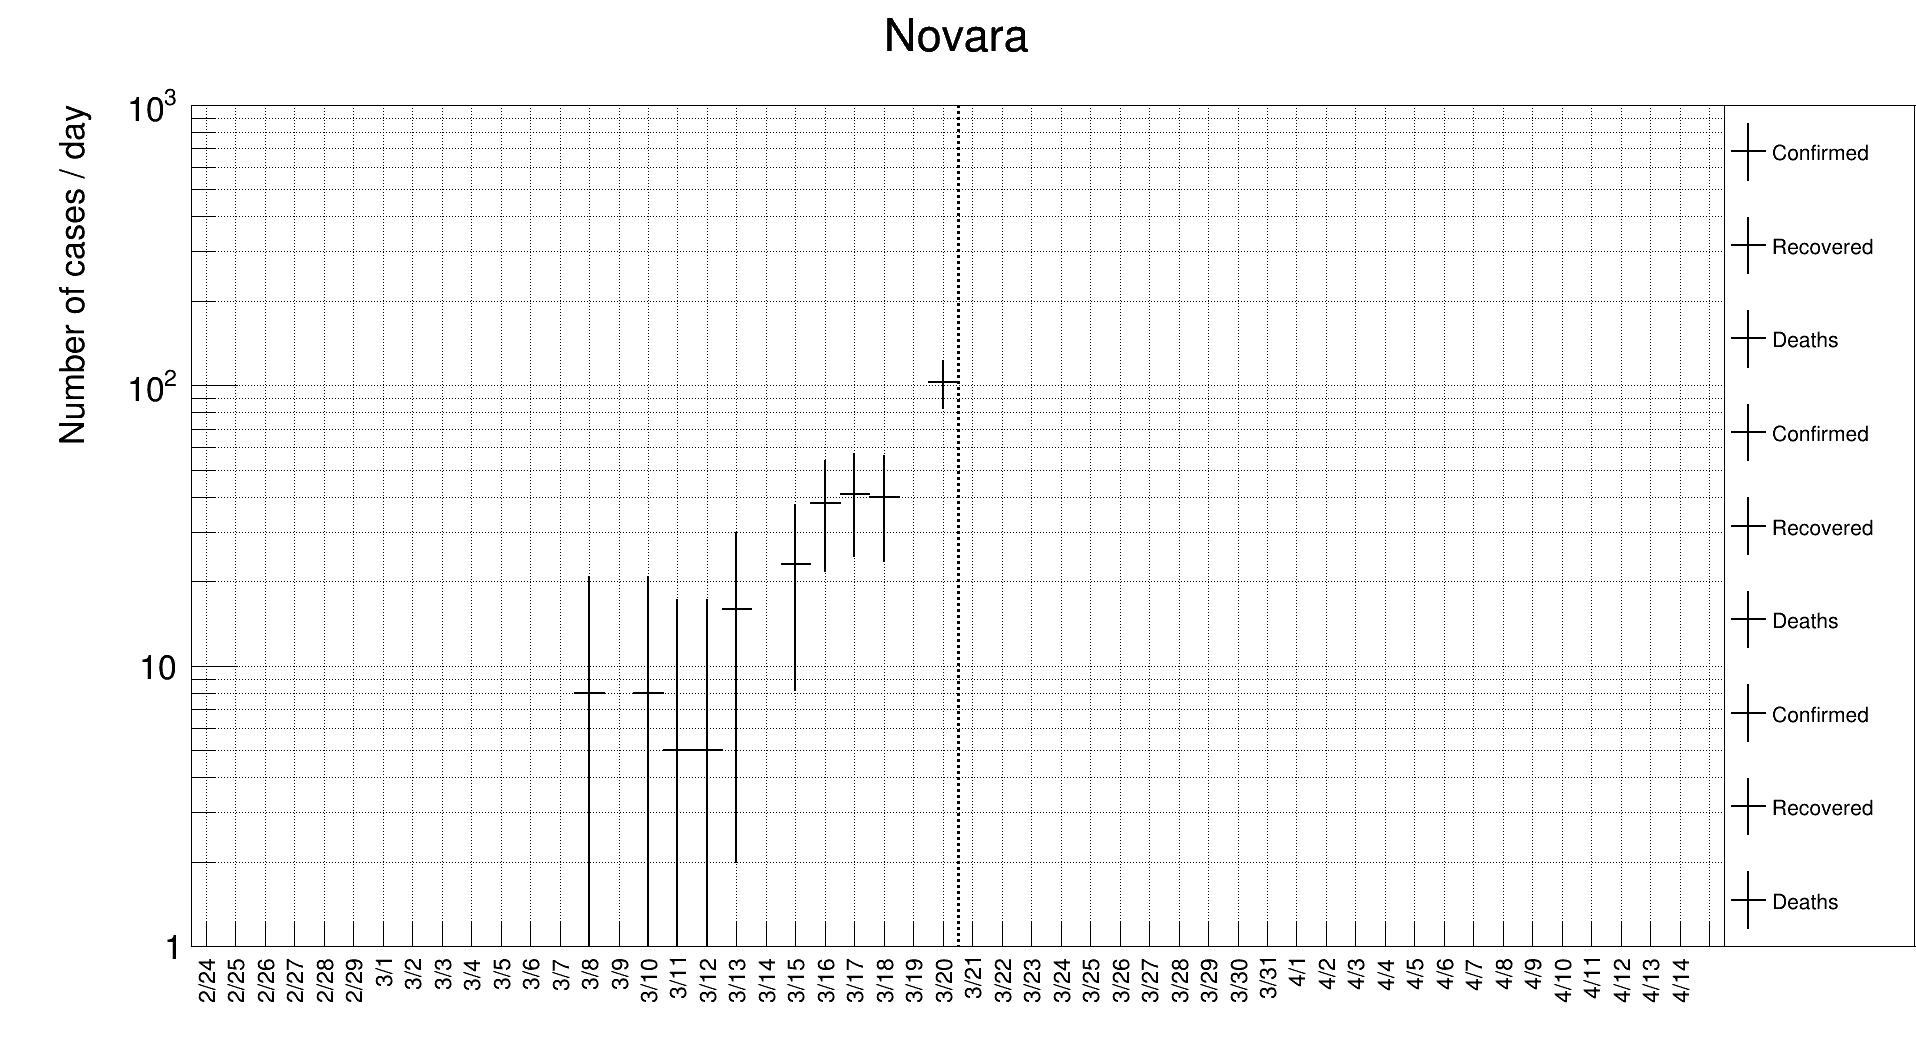 Novara
Number of cases / day
10³
10²
10
1
2/24 2/25 2/26 2/27 2/28 2/29 3/1 3/2 3/3 3/4 3/5 3/6 3/7 3/8 3/9 3/10 3/11 3/12 3/13 3/14 3/15 3/16 3/17 3/18 3/19 3/20 3/21 3/22 3/23 3/24 3/25 3/26 3/27 3/28 3/29 3/30 3/31 4/1 4/2 4/3 4/4 4/5 4/6 4/7 4/8 4/9 4/10 4/11 4/12 4/13 4/14
Confirmed
Recovered
Deaths
Confirmed
Recovered
Deaths
Confirmed
Recovered
Deaths